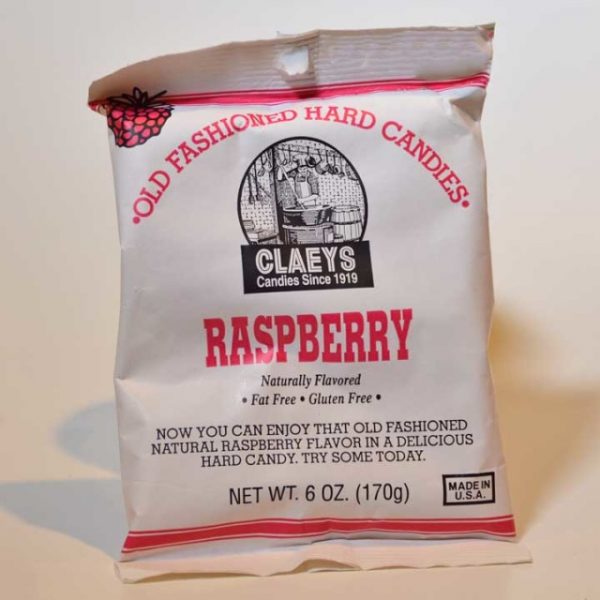 •OLD FASHIONED HARD CANDIES•
CLAEYS
Candies Since 1919
RASPBERRY
Naturally Flavored
• Fat Free • Gluten Free •
NOW YOU CAN ENJOY THAT OLD FASHIONED
NATURAL RASPBERRY FLAVOR IN A DELICIOUS
HARD CANDY. TRY SOME TODAY.
NET WT. 6 OZ. (170g)
MADE IN
U.S.A.